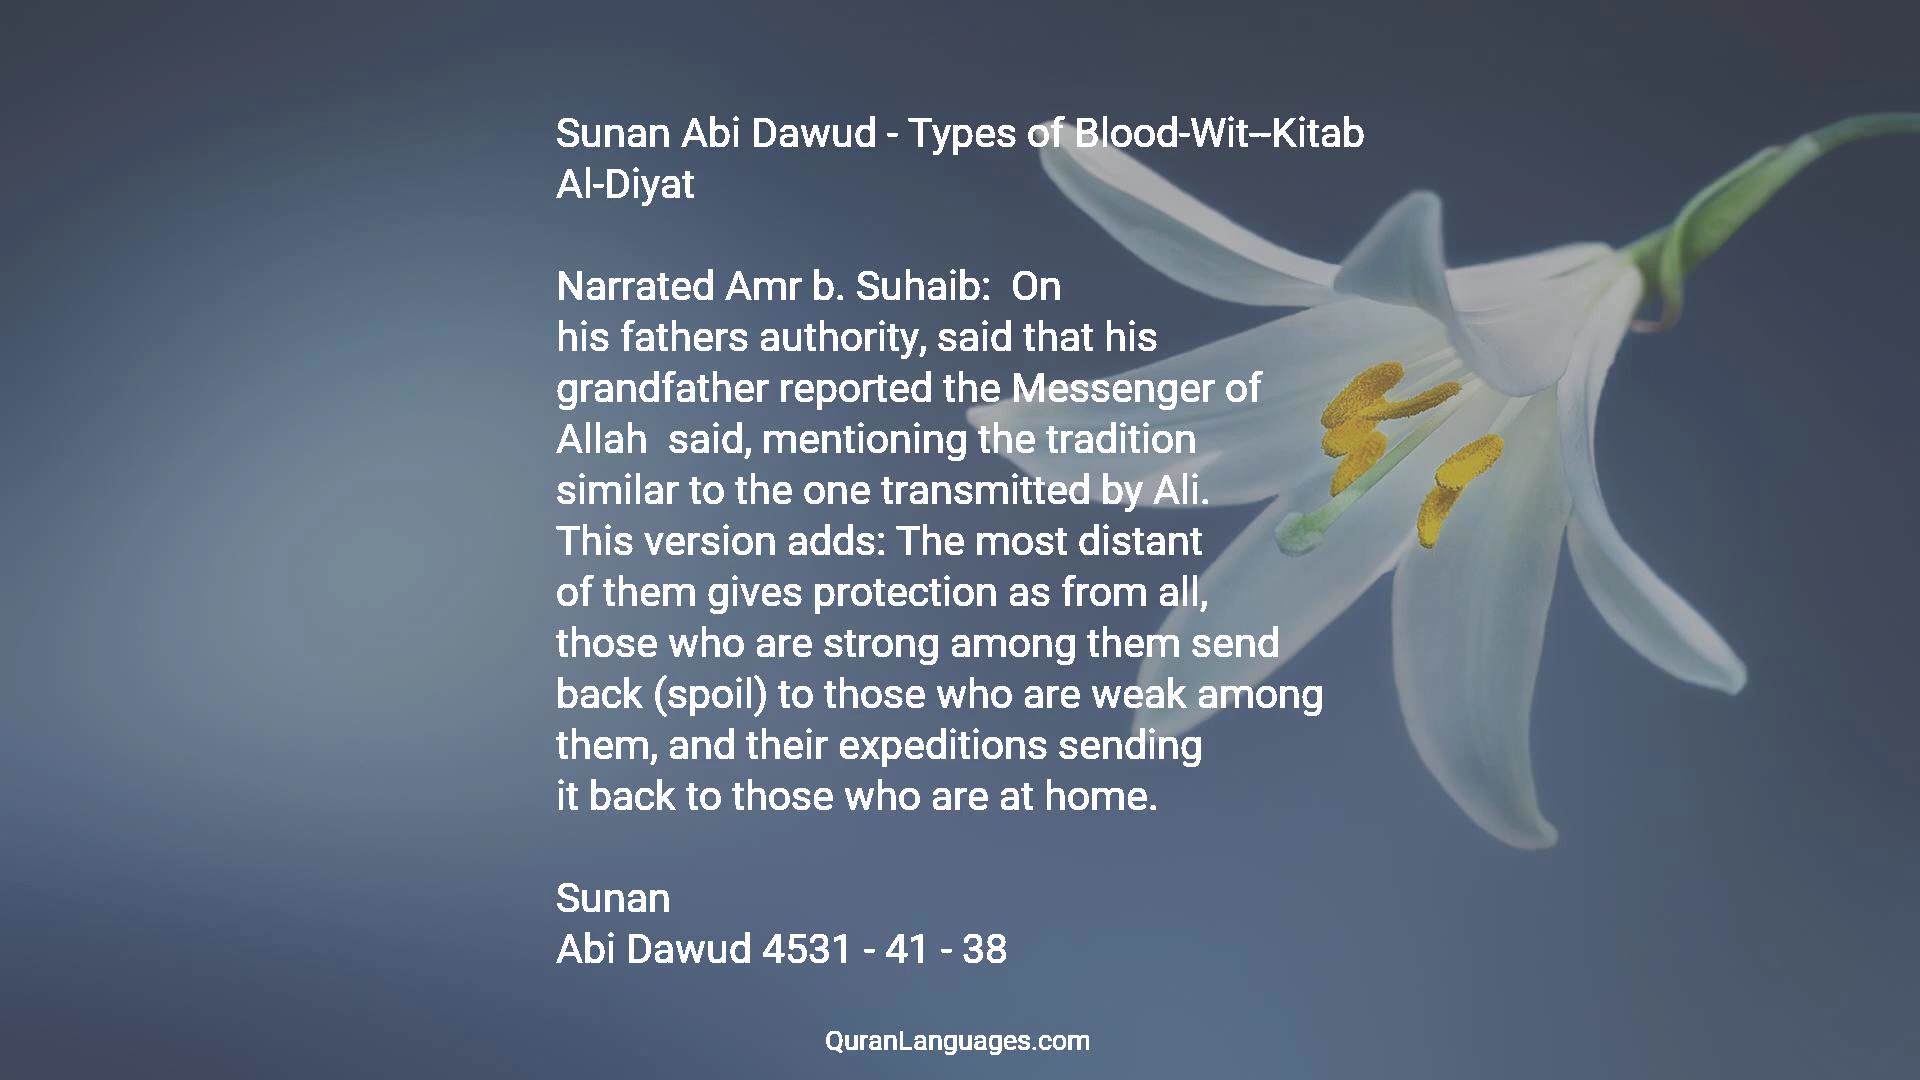 Sunan Abi Dawud - Types of Blood-Wit--Kitab
Al-Diyat
Narrated Amr b. Suhaib:  On
his fathers authority, said that his
grandfather reported the Messenger of
Allah  said, mentioning the tradition
similar to the one transmitted by Ali.
This version adds: The most distant
of them gives protection as from all,
those who are strong among them send
back (spoil) to those who are weak among
them, and their expeditions sending
it back to those who are at home.
Sunan
Abi Dawud 4531 - 41 - 38
QuranLanguages.com